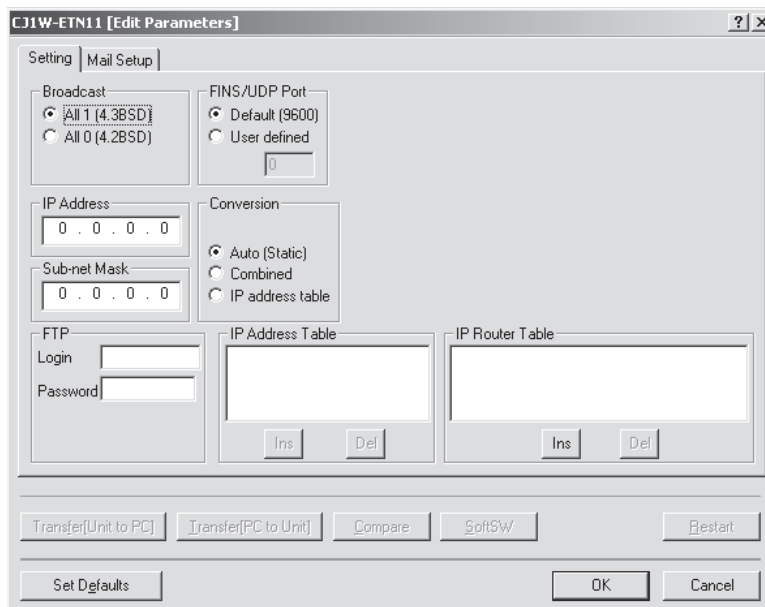 CJ1W-ETN11 [Edit Parameters]
Setting
Mail Setup
Broadcast
All 1 (4.3BSD)
All 0 (4.2BSD)
FINS/UDP Port
Default (9600)
User defined
0
IP Address
0 . 0 . 0 . 0
Sub-net Mask
0 . 0 . 0 . 0
Conversion
Auto (Static)
Combined
IP address table
FTP
Login
Password
IP Address Table
Ins Del
IP Router Table
Ins Del
Transfer[Unit to PC] Transfer[PC to Unit] Compare SoftSW Restart
Set Defaults OK Cancel